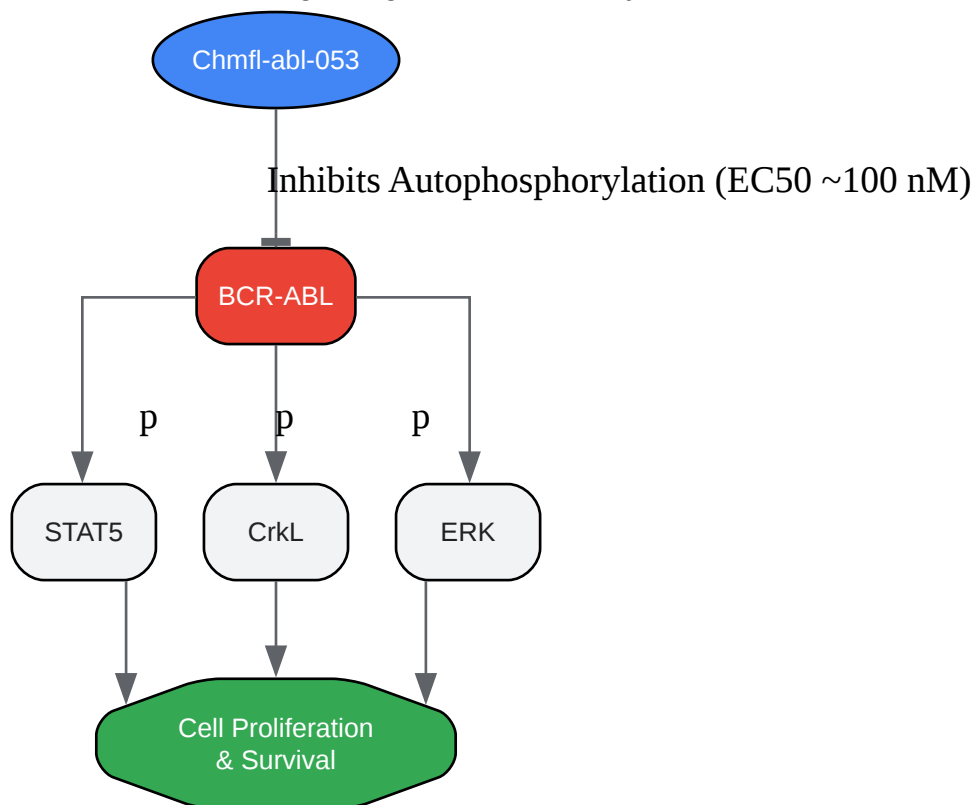 Chmfl-abl-053
Inhibits Autophosphorylation (EC50 ~100 nM)
BCR-ABL
p p p
STAT5 CrkL ERK
Cell Proliferation
& Survival